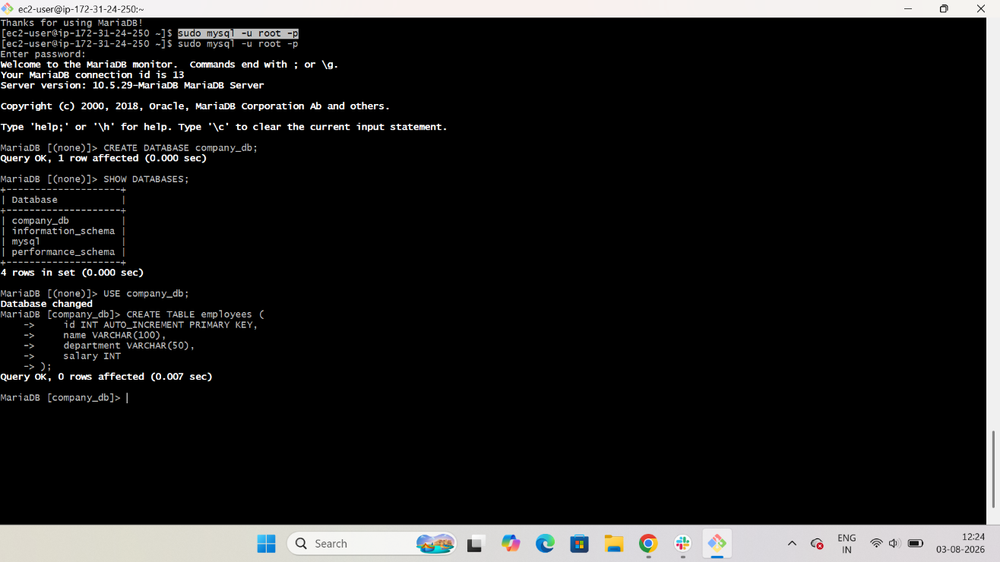 ec2-user@ip-172-31-24-250:~
Thanks for using MariaDB!
[ec2-user@ip-172-31-24-250 ~]$ sudo mysql -u root -p
[ec2-user@ip-172-31-24-250 ~]$ sudo mysql -u root -p
Enter password:
Welcome to the MariaDB monitor.  Commands end with ; or \g.
Your MariaDB connection id is 13
Server version: 10.5.29-MariaDB MariaDB Server

Copyright (c) 2000, 2018, Oracle, MariaDB Corporation Ab and others.

Type 'help;' or '\h' for help. Type '\c' to clear the current input statement.

MariaDB [(none)]> CREATE DATABASE company_db;
Query OK, 1 row affected (0.000 sec)

MariaDB [(none)]> SHOW DATABASES;
+--------------------+
| Database           |
+--------------------+
| company_db         |
| information_schema |
| mysql              |
| performance_schema |
+--------------------+
4 rows in set (0.000 sec)

MariaDB [(none)]> USE company_db;
Database changed
MariaDB [company_db]> CREATE TABLE employees (
    ->     id INT AUTO_INCREMENT PRIMARY KEY,
    ->     name VARCHAR(100),
    ->     department VARCHAR(50),
    ->     salary INT
    -> );
Query OK, 0 rows affected (0.007 sec)

MariaDB [company_db]>
Search
ENG
IN
12:24
03-08-2026